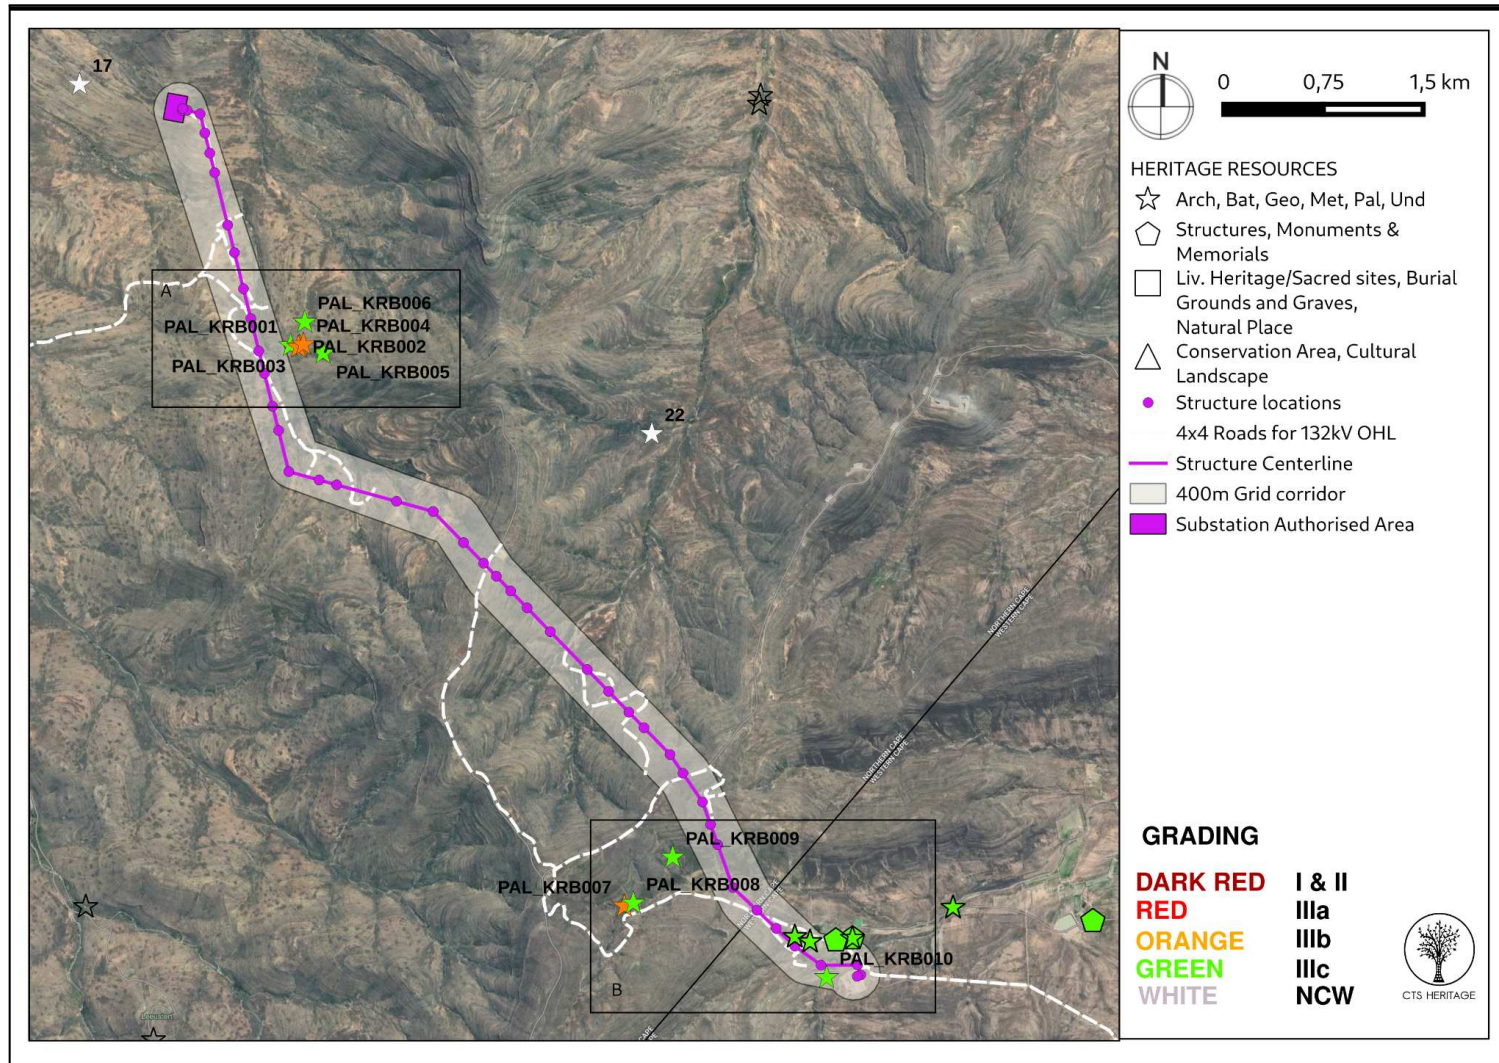 17
A
PAL_KRB006
PAL_KRB001
PAL_KRB004
PAL_KRB002
PAL_KRB003
PAL_KRB005
22
NORTHERN CAPE
WESTERN CAPE
NORTHERN CAPE
WESTERN CAPE
PAL_KRB009
PAL_KRB007
PAL_KRB008
PAL_KRB010
B
N
0 0,75 1,5 km
HERITAGE RESOURCES
Arch, Bat, Geo, Met, Pal, Und
Structures, Monuments &
Memorials
Liv. Heritage/Sacred sites, Burial
Grounds and Graves,
Natural Place
Conservation Area, Cultural
Landscape
Structure locations
4x4 Roads for 132kV OHL
Structure Centerline
400m Grid corridor
Substation Authorised Area
GRADING
DARK RED I & II
RED IIIa
ORANGE IIIb
GREEN IIIc
WHITE NCW
CTS HERITAGE